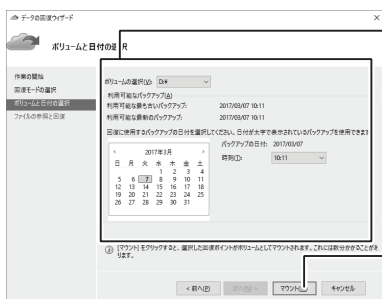 データの回復ウィザード
ボリュームと日付の選 R
作業の開始
回復モードの選択
ボリュームと日付の選択
ファイルの参照と回復
ボリュームの選択(V): D:¥
利用可能なバックアップ(A)
利用可能な最も古いバックアップ: 2017/03/07 10:11
利用可能な最新のバックアップ: 2017/03/07 10:11
回復に使用するバックアップの日付を選択してください。日付が太字で表示されているバックアップを使用できます
バックアップの日付: 2017/03/07
時刻(T): 10:11
2017年3月
日 月 火 水 木 金 土
1 2 3 4
5 6 7 8 9 10 11
12 13 14 15 16 17 18
19 20 21 22 23 24 25
26 27 28 29 30 31
[マウント] をクリックすると、選択した回復ポイントがボリュームとしてマウントされます。これには数分かかることがあ
ります。
< 前へ(P) 次へ(N) > マウント キャンセル